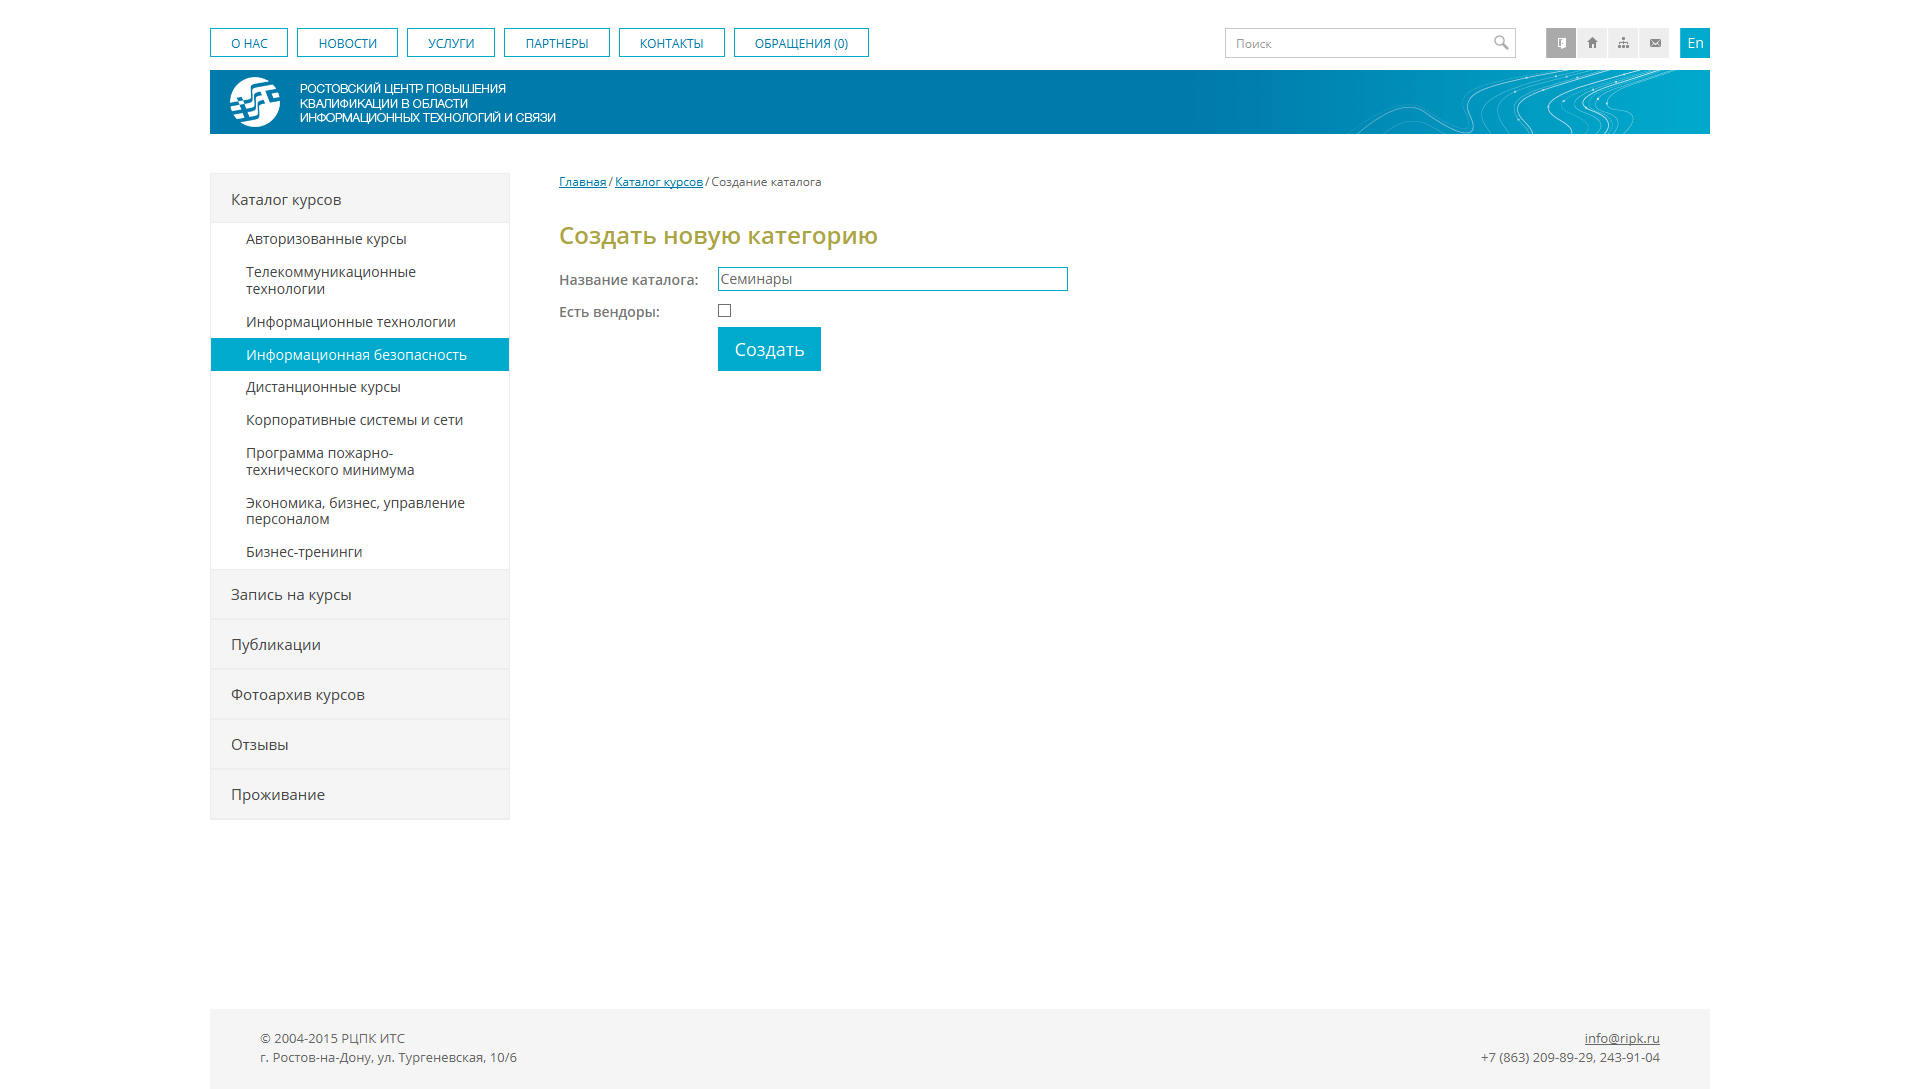 О НАС
НОВОСТИ
УСЛУГИ
ПАРТНЕРЫ
КОНТАКТЫ
ОБРАЩЕНИЯ (0)
Поиск
En
РОСТОВСКИЙ ЦЕНТР ПОВЫШЕНИЯ
КВАЛИФИКАЦИИ В ОБЛАСТИ
ИНФОРМАЦИОННЫХ ТЕХНОЛОГИЙ И СВЯЗИ
Каталог курсов
Авторизованные курсы
Телекоммуникационные
технологии
Информационные технологии
Информационная безопасность
Дистанционные курсы
Корпоративные системы и сети
Программа пожарно-
технического минимума
Экономика, бизнес, управление
персоналом
Бизнес-тренинги
Запись на курсы
Публикации
Фотоархив курсов
Отзывы
Проживание
Главная / Каталог курсов / Создание каталога
Создать новую категорию
Название каталога: Семинары
Есть вендоры:
Создать
© 2004-2015 РЦПК ИТС
г. Ростов-на-Дону, ул. Тургеневская, 10/6
info@ripk.ru
+7 (863) 209-89-29, 243-91-04